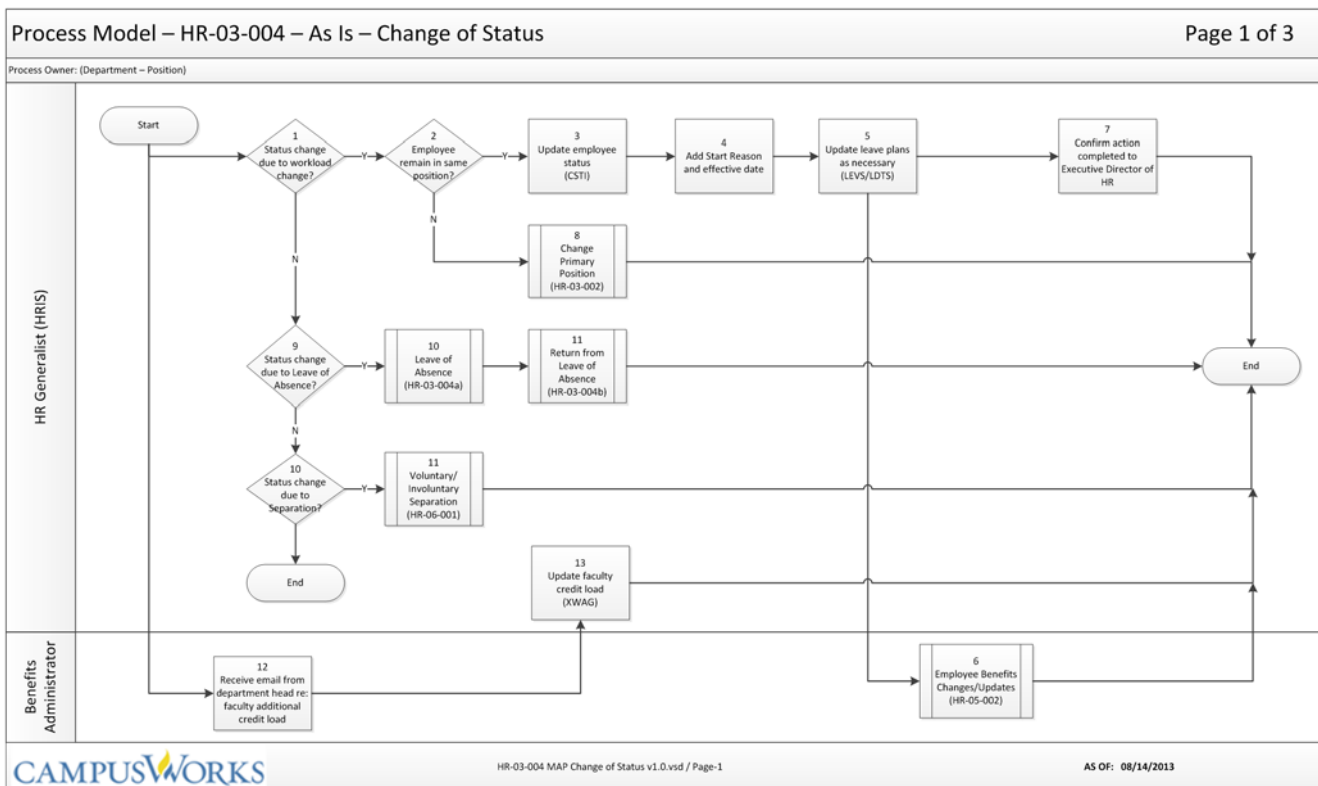 Process Model – HR-03-004 – As Is – Change of Status
Page 1 of 3
Process Owner: (Department – Position)
HR Generalist (HRIS)
Start
1
Status change
due to workload
change?
Y
2
Employee
remain in same
position?
Y
3
Update employee
status
(CSTI)
4
Add Start Reason
and effective date
5
Update leave plans
as necessary
(LEVS/LDTS)
7
Confirm action
completed to
Executive Director of
HR
N
8
Change
Primary
Position
(HR-03-002)
N
9
Status change
due to Leave of
Absence?
Y
10
Leave of
Absence
(HR-03-004a)
11
Return from
Leave of
Absence
(HR-03-004b)
End
N
10
Status change
due to
Separation?
Y
11
Voluntary/
Involuntary
Separation
(HR-06-001)
End
13
Update faculty
credit load
(XWAG)
Benefits
Administrator
12
Receive email from
department head re:
faculty additional
credit load
6
Employee Benefits
Changes/Updates
(HR-05-002)
CAMPUSWORKS
HR-03-004 MAP Change of Status v1.0.vsd / Page-1
AS OF: 08/14/2013